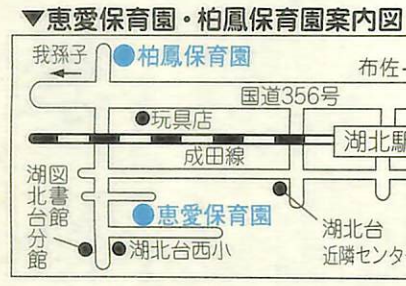 ▼恵愛保育園・柏鳳保育園案内図
我孫子
柏鳳保育園
布佐
国道356号
玩具店
成田線
湖北駅
図書館
湖北台分館
恵愛保育園
湖北台西小
湖北台
近隣センタ